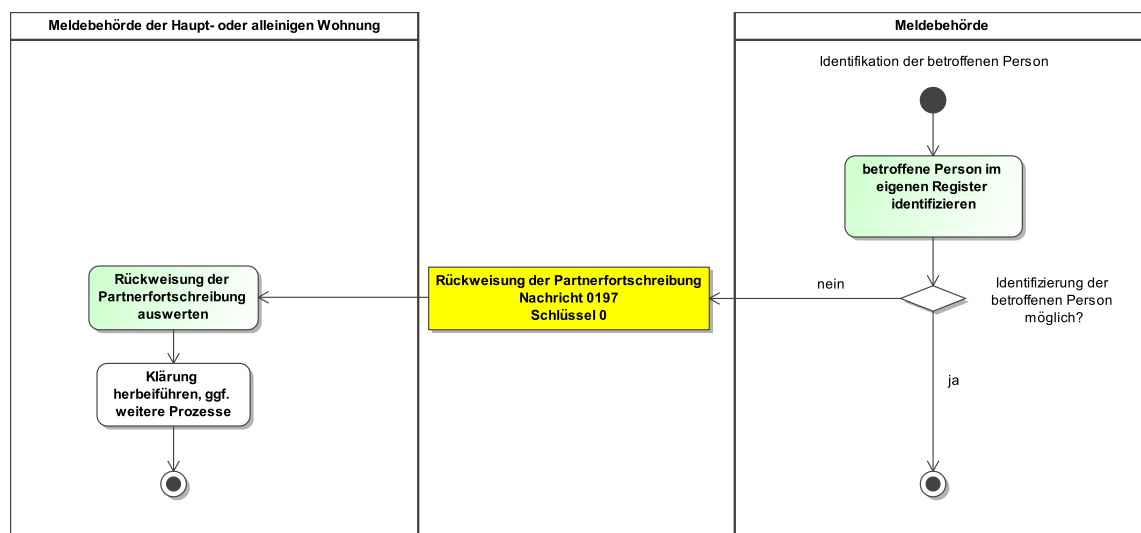 Meldebehörde der Haupt- oder alleinigen Wohnung
Meldebehörde
Identifikation der betroffenen Person
betroffene Person im
eigenen Register
identifizieren
Identifizierung der
betroffenen Person
möglich?
nein
ja
Rückweisung der Partnerfortschreibung
Nachricht 0197
Schlüssel 0
Rückweisung der
Partnerfortschreibung
auswerten
Klärung
herbeiführen, ggf.
weitere Prozesse